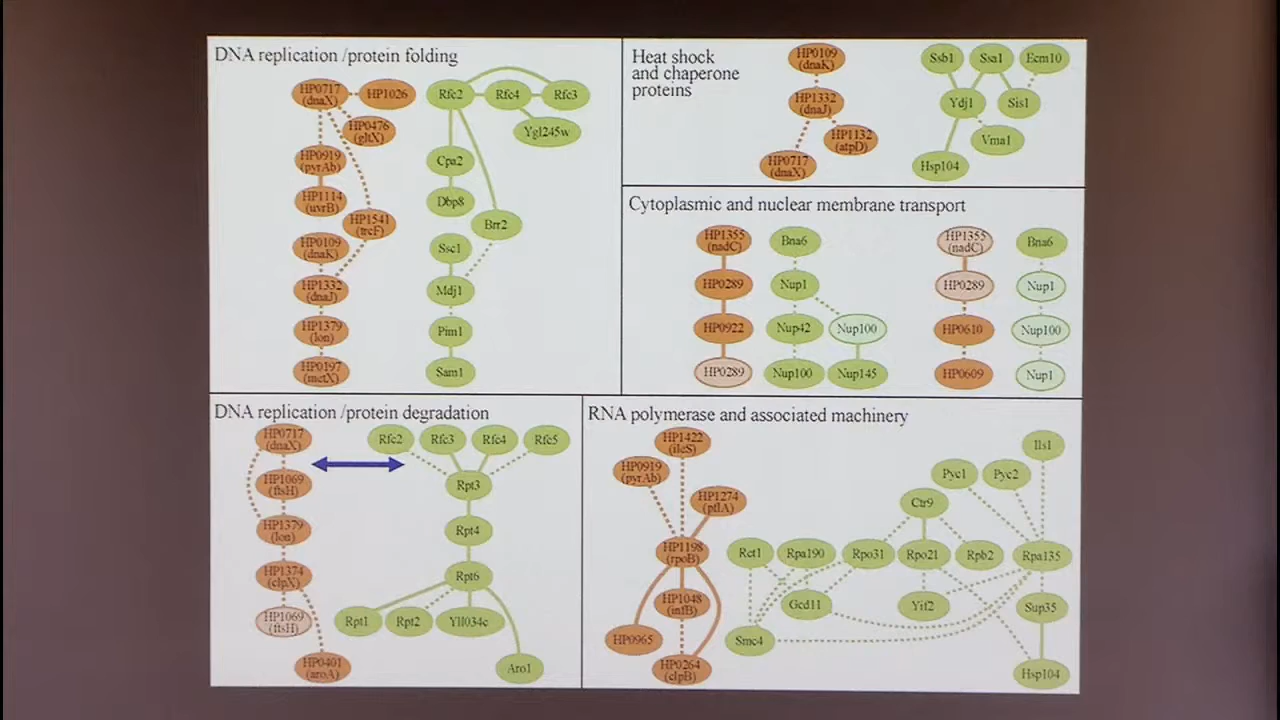 DNA replication /protein folding
HP0717
(dnaX)
HP1026
HP0476
(gltX)
HP0919
(pyrAb)
HP1114
(uvrB)
HP1541
(trcF)
HP0109
(dnaK)
HP1332
(dnaJ)
HP1379
(lon)
HP0197
(metX)
Rfc2
Rfc4
Rfc3
Ygl245w
Cpa2
Dbp8
Brr2
Ssc1
Mdj1
Pim1
Sam1
Heat shock
and chaperone
proteins
HP0109
(dnaK)
HP1332
(dnaJ)
HP1132
(atpD)
HP0717
(dnaX)
Ssb1
Ssa1
Ecm10
Ydj1
Sis1
Vma1
Hsp104
Cytoplasmic and nuclear membrane transport
HP1355
(nadC)
HP0289
HP0922
HP0289
Bna6
Nup1
Nup42
Nup100
Nup100
Nup145
HP1355
(nadC)
HP0289
HP0610
HP0609
Bna6
Nup1
Nup100
Nup1
DNA replication /protein degradation
HP0717
(dnaX)
HP1069
(ftsH)
HP1379
(lon)
HP1374
(clpX)
HP1069
(ftsH)
HP0401
(aroA)
Rfc2
Rfc3
Rfc4
Rfc5
Rpt3
Rpt4
Rpt6
Rpt1
Rpt2
Yll034c
Aro1
RNA polymerase and associated machinery
HP1422
(ileS)
HP0919
(pyrAb)
HP1274
(pflA)
HP1198
(rpoB)
HP1048
(infB)
HP0965
HP0264
(clpB)
Ils1
Pyc1
Pyc2
Ctr9
Ret1
Rpa190
Rpo31
Rpo21
Rpb2
Rpa135
Gcd11
Yif2
Sup35
Smc4
Hsp104